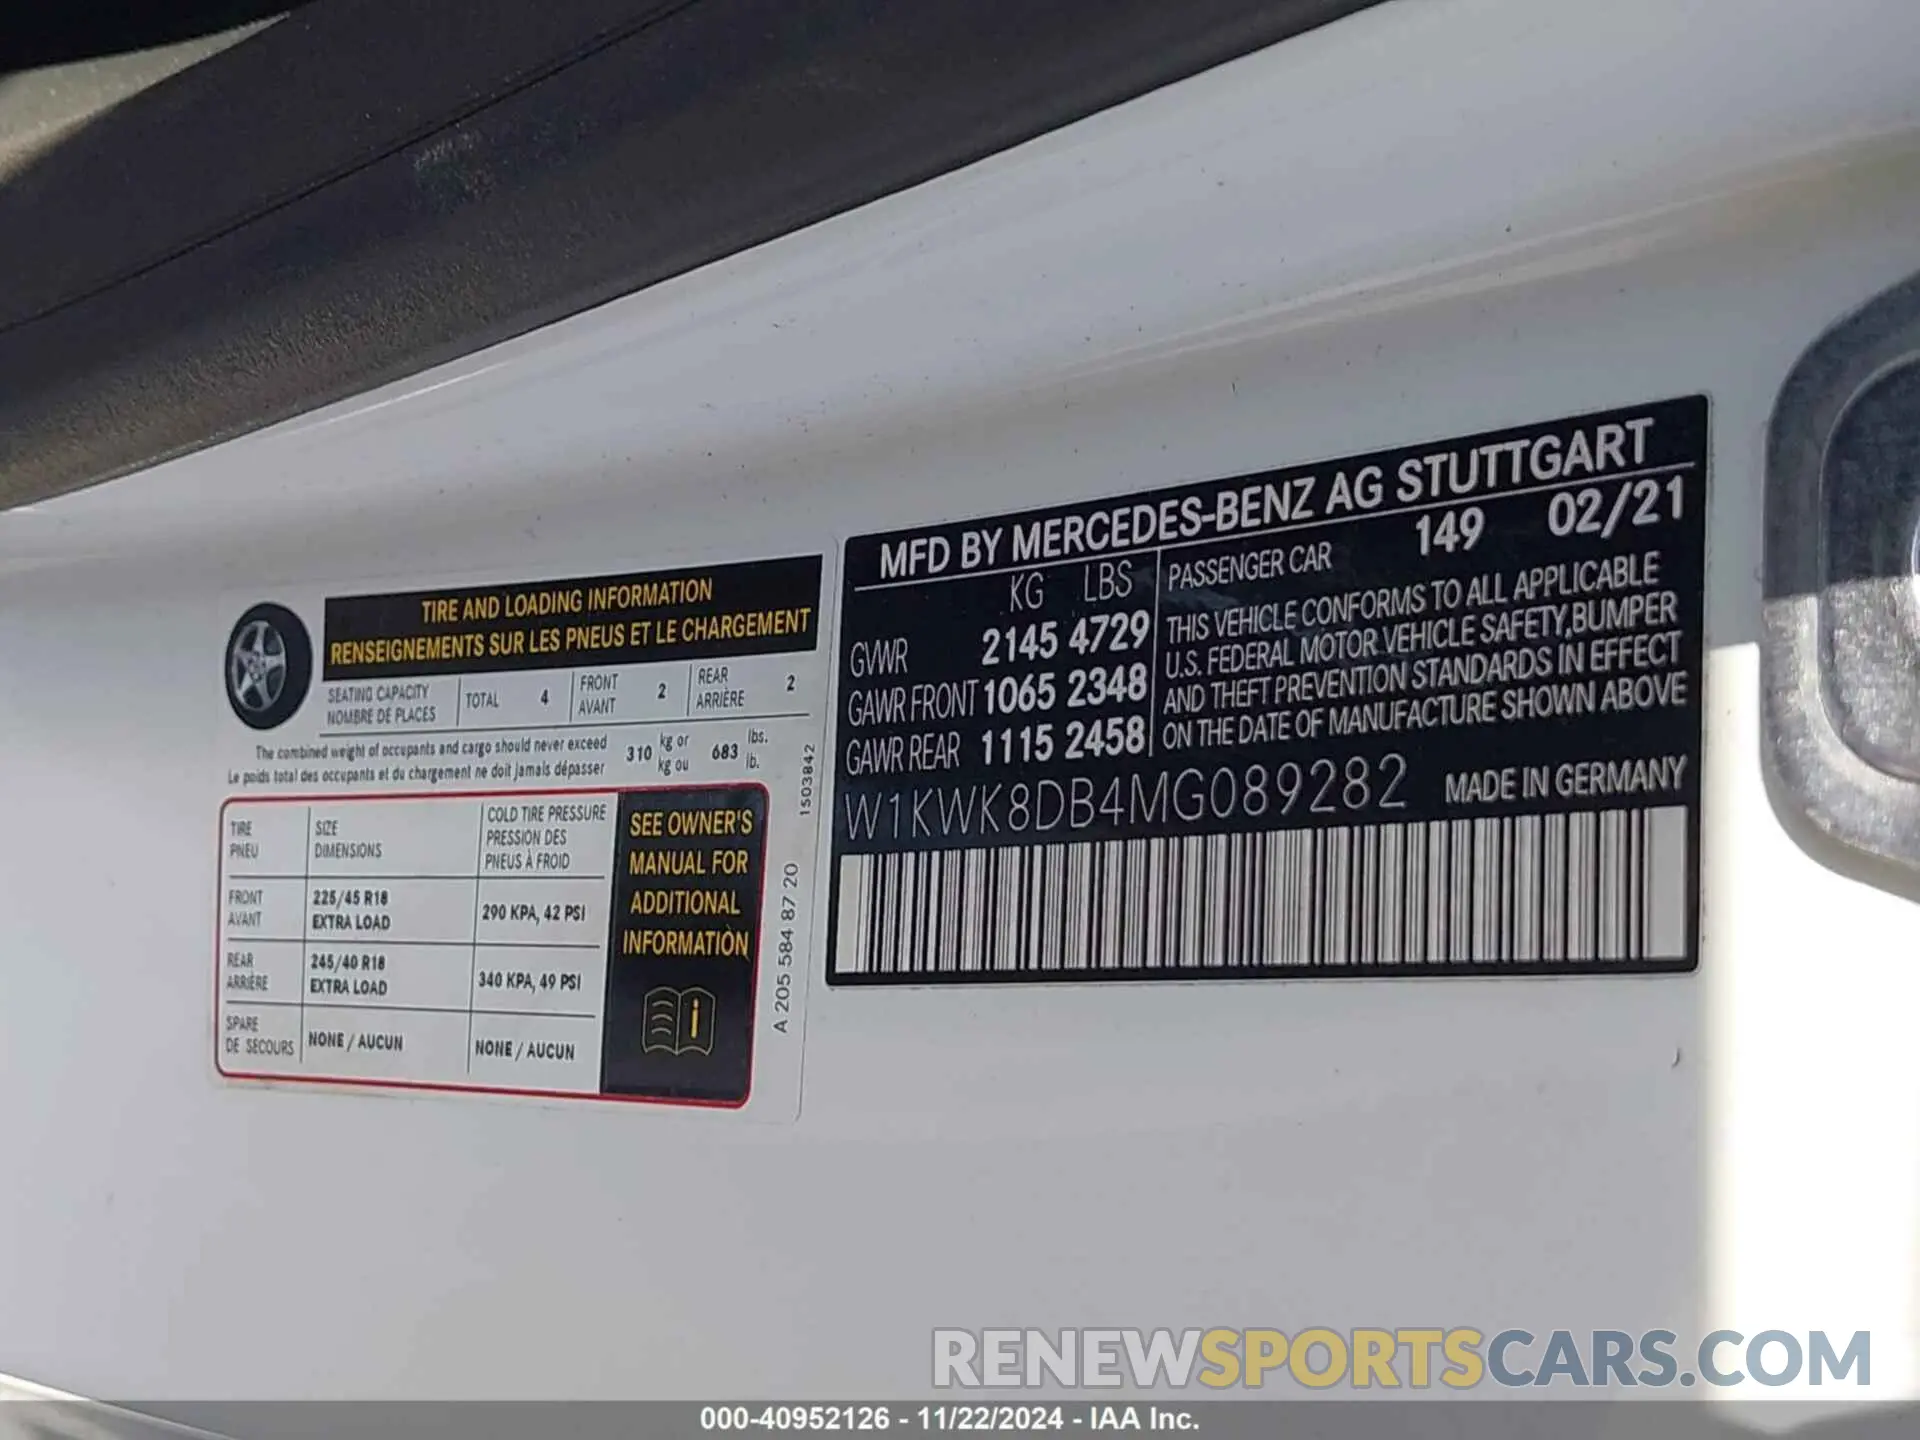 TIRE AND LOADING INFORMATION
RENSEIGNEMENTS SUR LES PNEUS ET LE CHARGEMENT
SEATING CAPACITY
NOMBRE DE PLACES
TOTAL 4
FRONT
AVANT
2
REAR
ARRIÈRE
2
The combined weight of occupants and cargo should never exceed
Le poids total des occupants et du chargement ne doit jamais dépasser
310 kg or
kg ou
683 lbs.
lb.
TIRE
PNEU
SIZE
DIMENSIONS
COLD TIRE PRESSURE
PRESSION DES
PNEUS À FROID
FRONT
AVANT
225/45 R18
EXTRA LOAD
290 KPA, 42 PSI
REAR
ARRIÈRE
245/40 R18
EXTRA LOAD
340 KPA, 49 PSI
SPARE
DE SECOURS
NONE / AUCUN
NONE / AUCUN
SEE OWNER'S
MANUAL FOR
ADDITIONAL
INFORMATION
i
1503842
A 205 584 87 20
MFD BY MERCEDES-BENZ AG STUTTGART
KG LBS
GVWR 2145 4729
GAWR FRONT 1065 2348
GAWR REAR 1115 2458
PASSENGER CAR 149 02/21
THIS VEHICLE CONFORMS TO ALL APPLICABLE
U.S. FEDERAL MOTOR VEHICLE SAFETY,BUMPER
AND THEFT PREVENTION STANDARDS IN EFFECT
ON THE DATE OF MANUFACTURE SHOWN ABOVE
W1KWK8DB4MG089282 MADE IN GERMANY
RENEWSPORTSCARS.COM
000-40952126 - 11/22/2024 - IAA Inc.